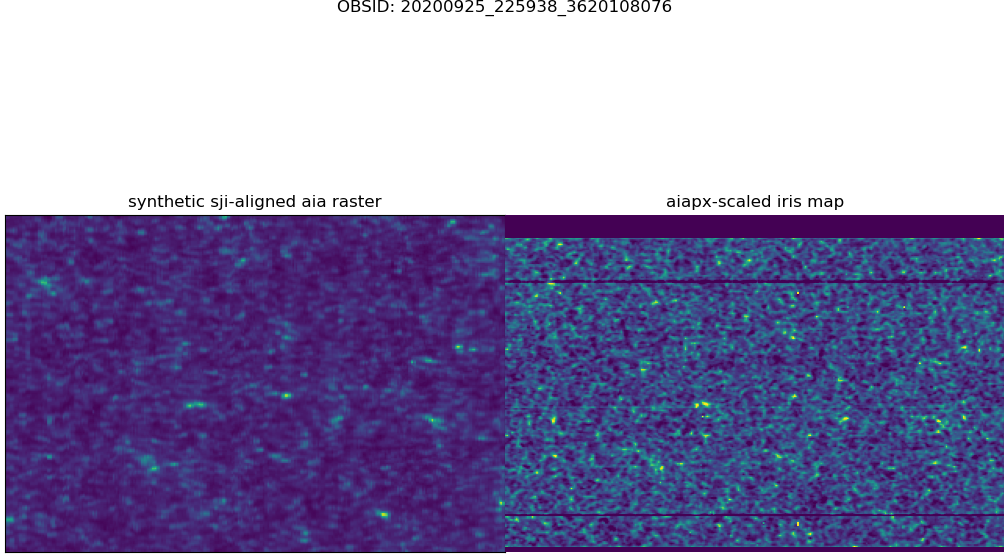 OBSID: 20200925_225938_3620108076
synthetic sji-aligned aia raster
aiapx-scaled iris map